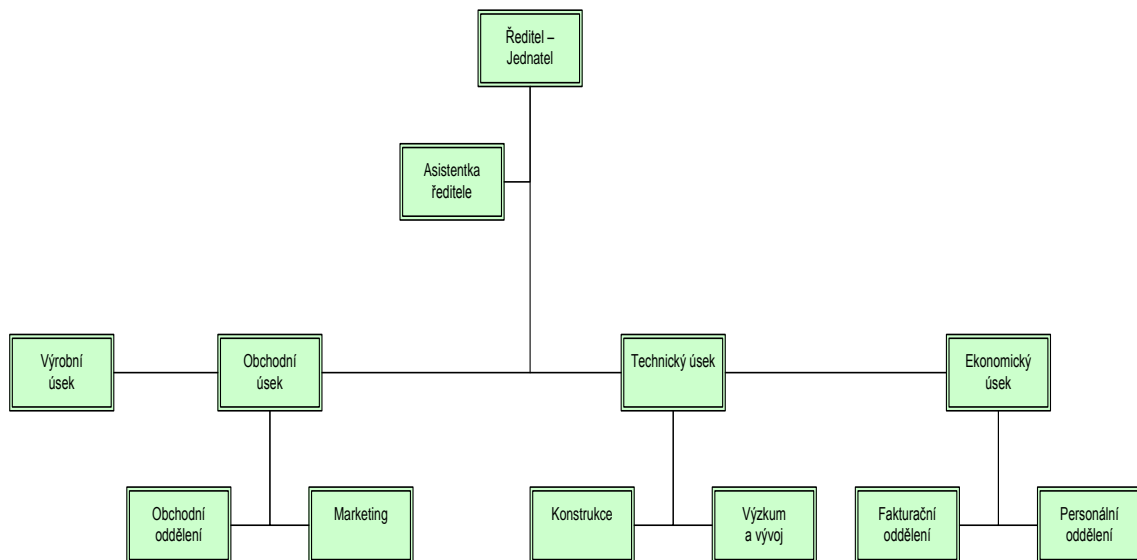 Ředitel –
Jednatel
Asistentka
ředitele
Výrobní
úsek
Obchodní
úsek
Technický úsek
Ekonomický
úsek
Obchodní
oddělení
Marketing
Konstrukce
Výzkum
a vývoj
Fakturační
oddělení
Personální
oddělení